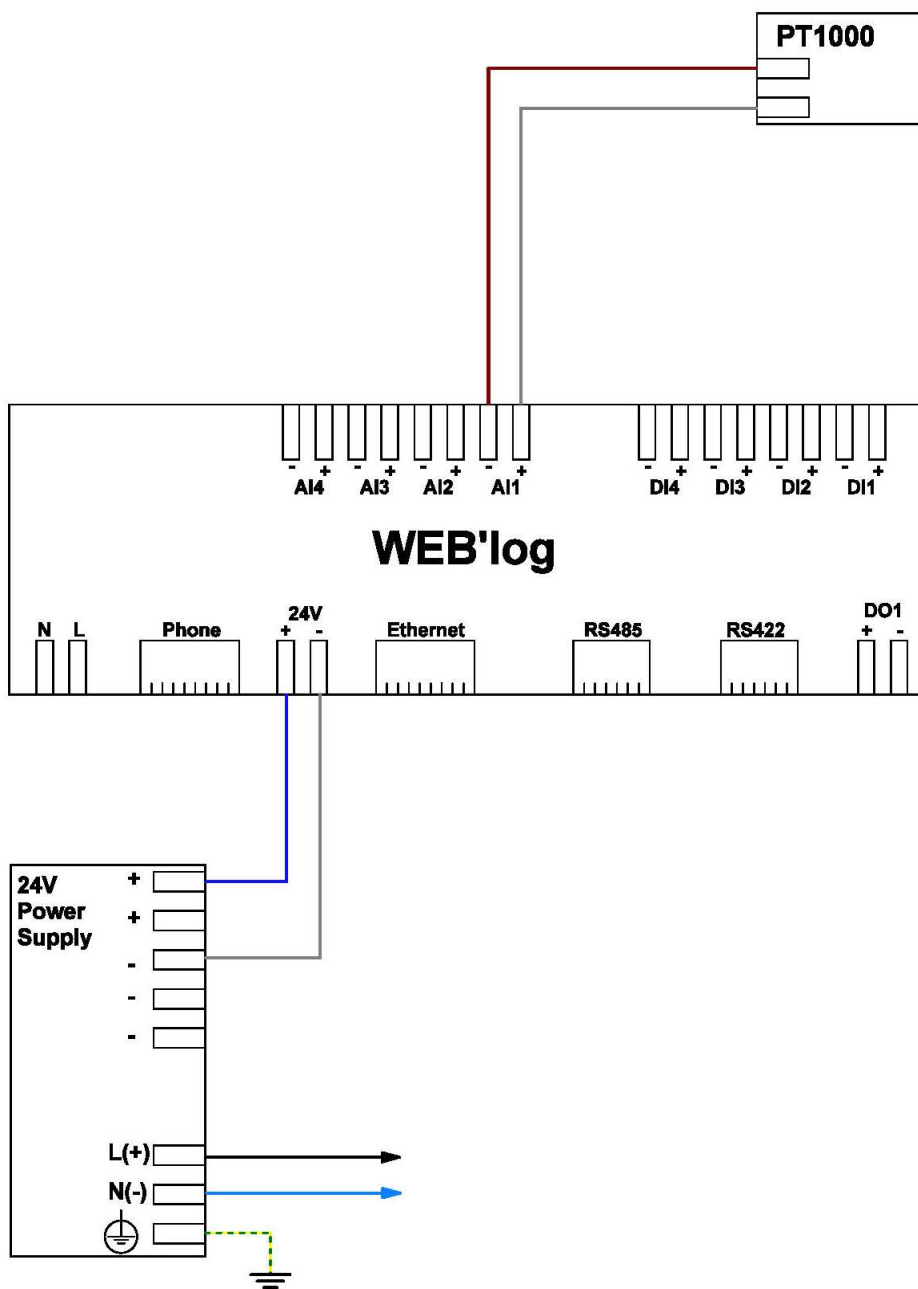 PT1000
- + - + - + - + - + - + - + - +
AI4 AI3 AI2 AI1 DI4 DI3 DI2 DI1
WEB'log
24V DO1
N L Phone + - Ethernet RS485 RS422 + -
24V
Power
Supply
+
+
-
-
-
L(+)
N(-)